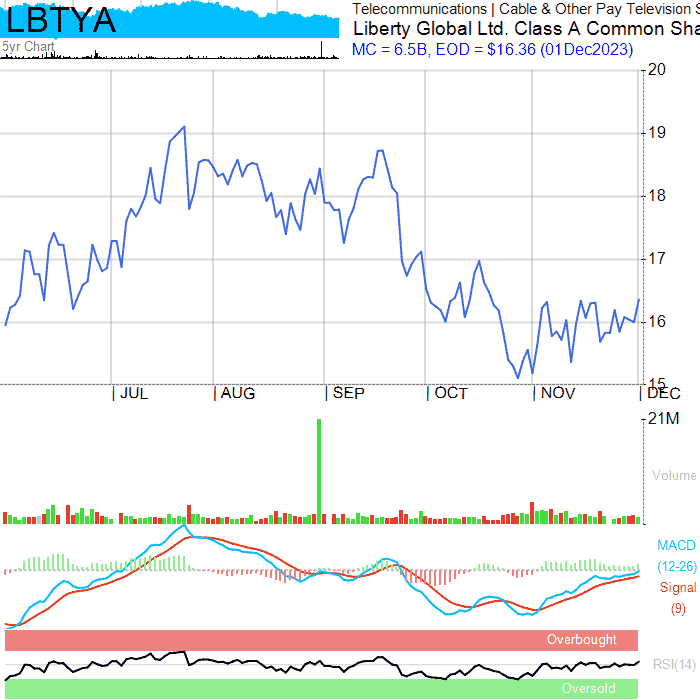 LBTYA
5yr Chart
Telecommunications | Cable & Other Pay Television S
Liberty Global Ltd. Class A Common Sha
MC = 6.5B, EOD = $16.36 (01Dec2023)
20
19
18
17
16
15
JUL AUG SEP OCT NOV DEC
21M
Volume
MACD
(12-26)
Signal
(9)
Overbought
RSI(14)
Oversold